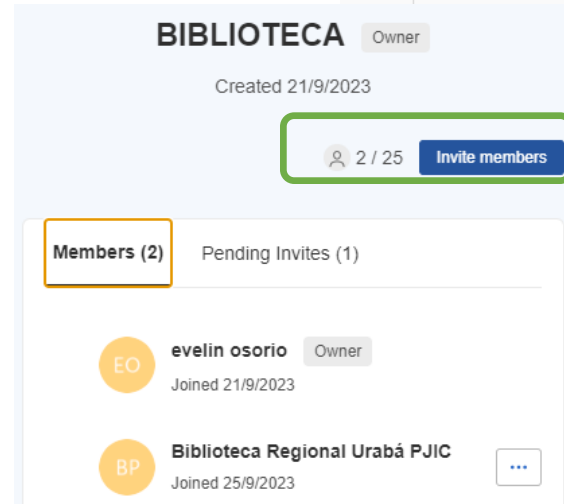 BIBLIOTECA Owner
Created 21/9/2023
2 / 25 Invite members
Members (2) Pending Invites (1)
EO
evelin osorio Owner
Joined 21/9/2023
BP
Biblioteca Regional Urabá PJIC
Joined 25/9/2023
...